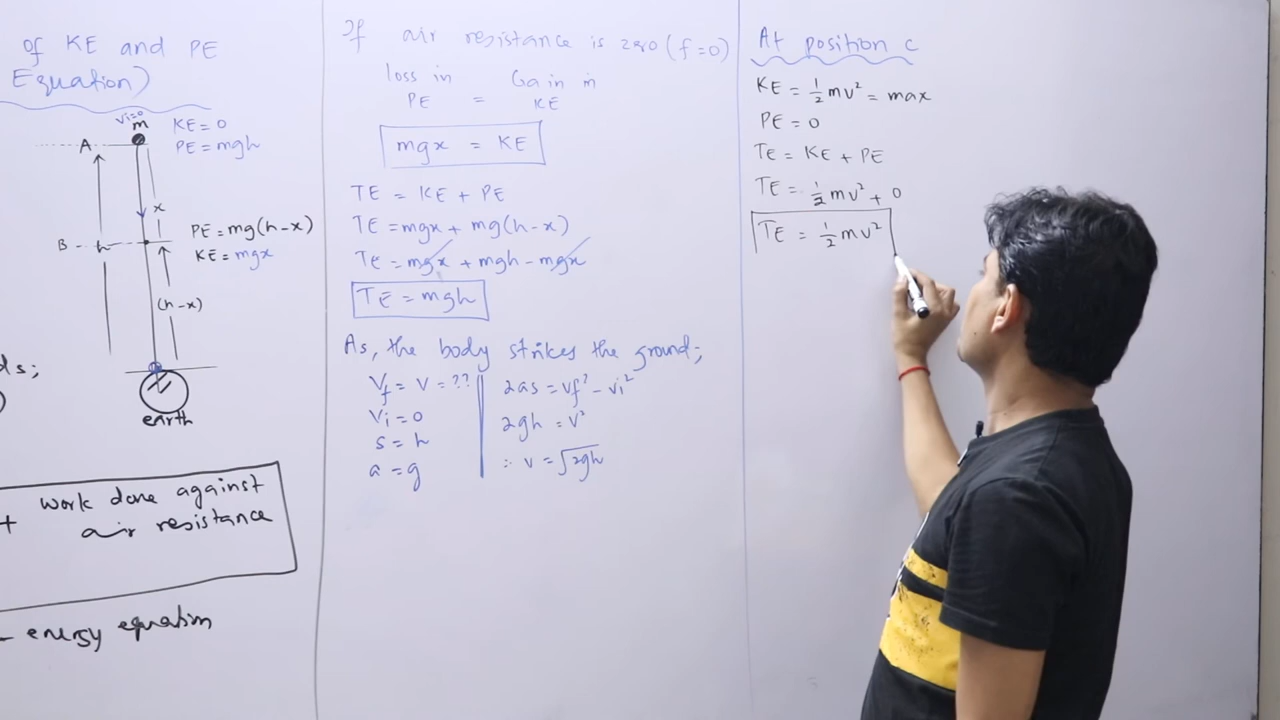 of KE and PE
Equation)
vi=0
m
KE = 0
PE = mgh
A
x
B
h
PE = mg(h-x)
KE = mgx
(h-x)
earth
ds;
+ work done against
air resistance
- energy equation
If air resistance is zero (f=0)
loss in Gain in
PE = KE
mgx = KE
TE = KE + PE
TE = mgx + mg(h-x)
TE = mgx + mgh - mgx
TE = mgh
As, the body strikes the ground;
Vf = V = ??
Vi = 0
s = h
a = g
2as = vf² - vi²
2gh = v²
∴ v = √2gh
At position c
KE = ½mv² = max
PE = 0
TE = KE + PE
TE = ½mv² + 0
TE = ½mv²